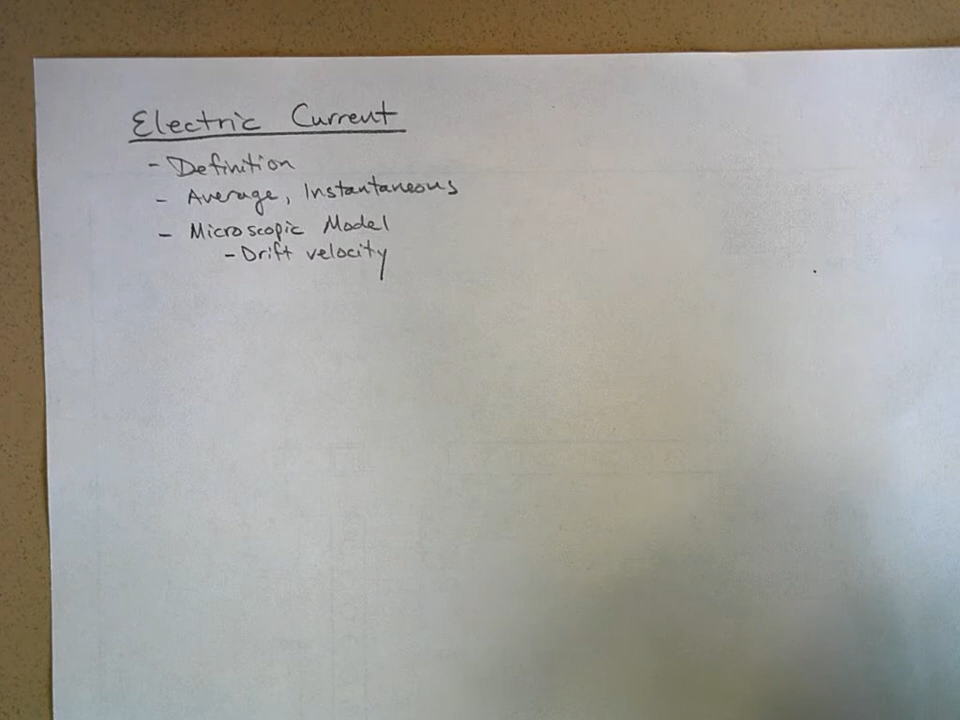 Electric Current
- Definition
- Average, Instantaneous
- Microscopic Model
- Drift velocity